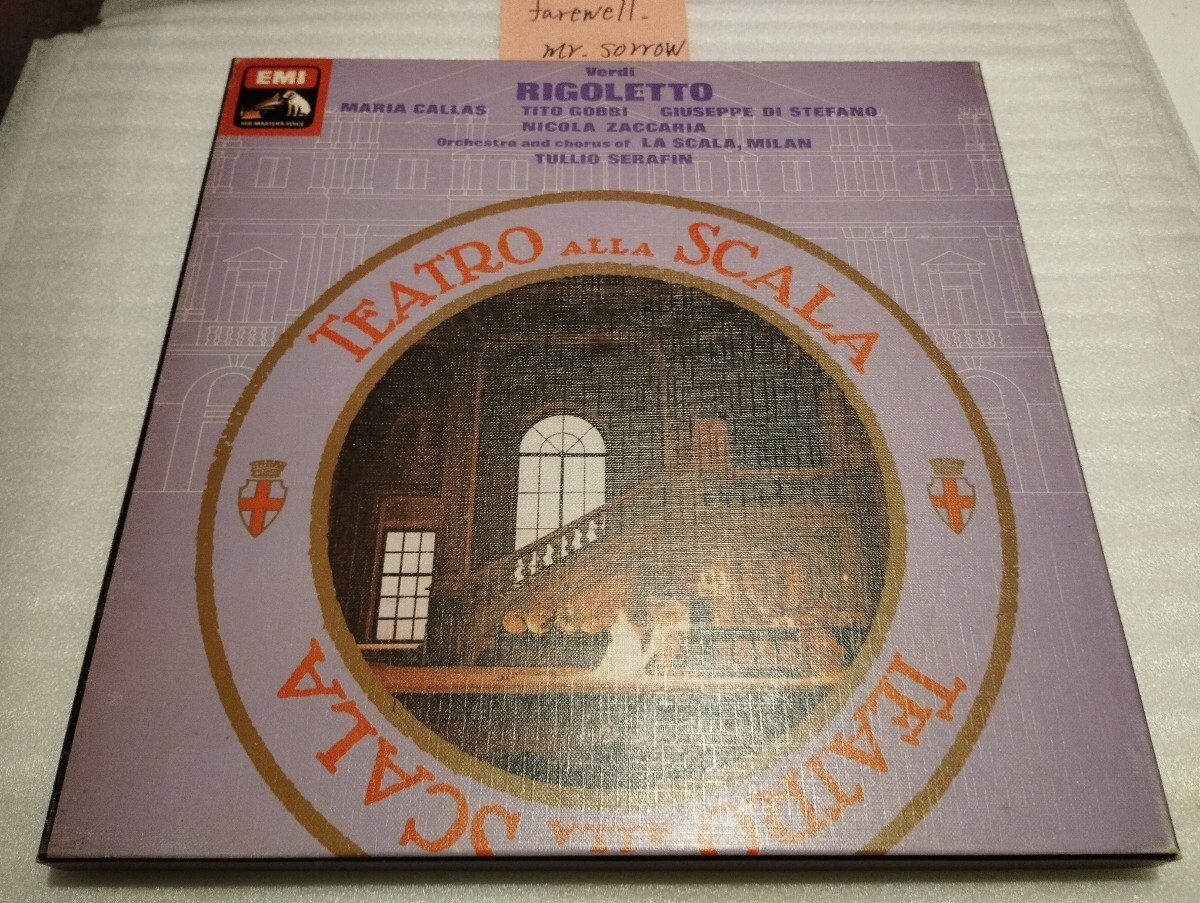 farewell.
mr. sorrow
EMI
HIS MASTER'S VOICE
Verdi
RIGOLETTO
MARIA CALLAS TITO GOBBI GIUSEPPE DI STEFANO
NICOLA ZACCARIA
Orchestra and chorus of LA SCALA, MILAN
TULLIO SERAFIN
TEATRO ALLA SCALA
TEATRO ALLA SCALA